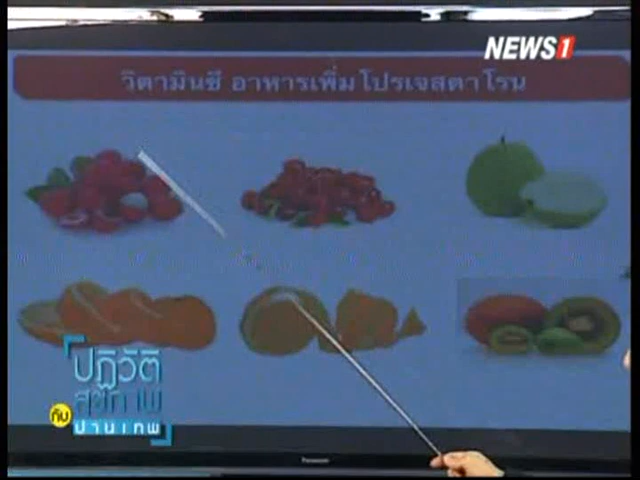 NEWS1
วิตามินซี อาหารเพิ่มโปรเจสตาโรน
ปฏิวัติ
สุขภาพ
กับ
ปานเทพ
Panasonic